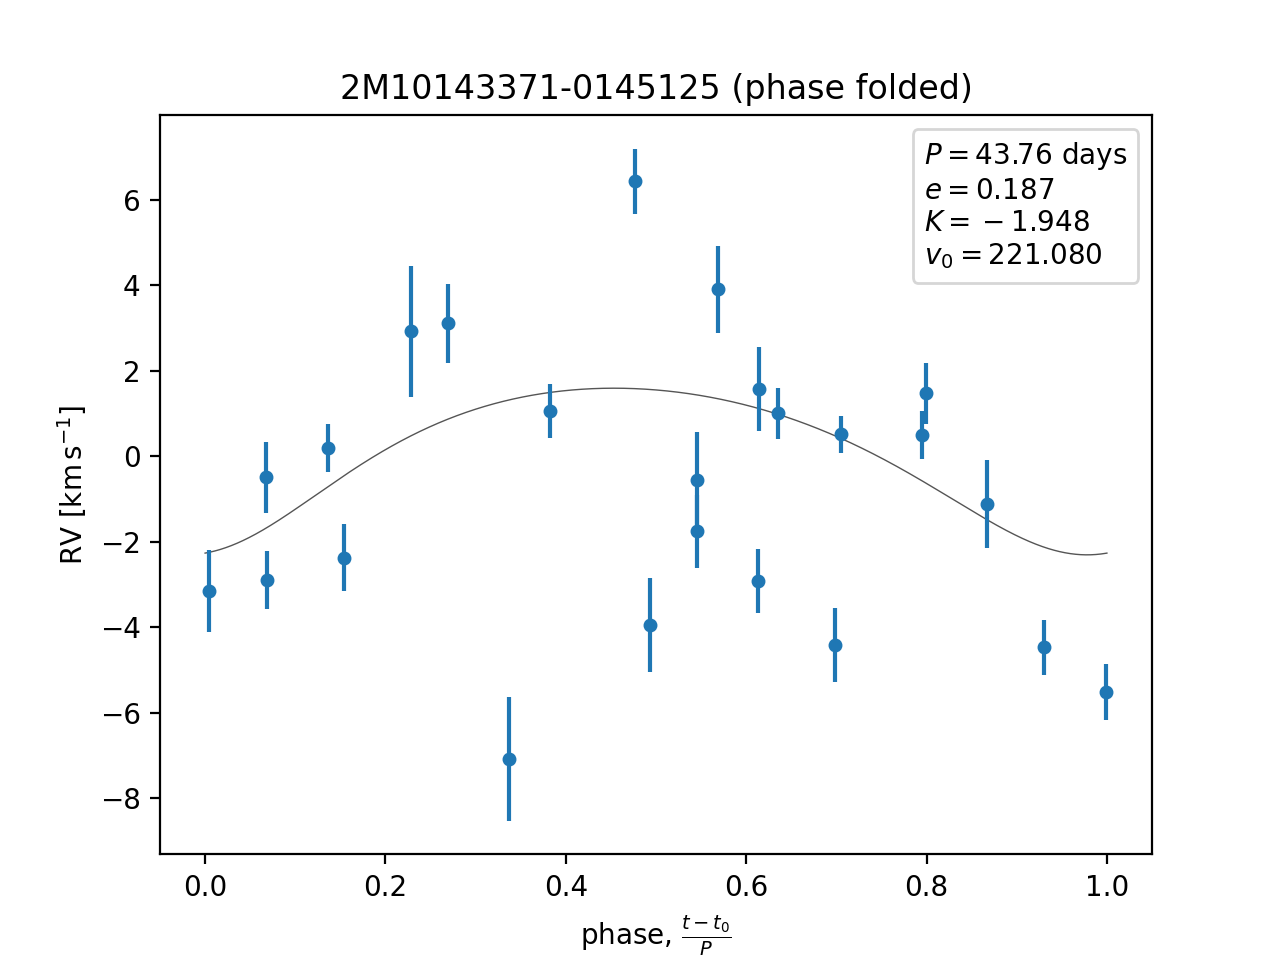 2M10143371-0145125 (phase folded)
P = 43.76 days
e = 0.187
K = −1.948
v₀ = 221.080
6
4
2
0
−2
−4
−6
−8
RV [km s⁻¹]
0.0 0.2 0.4 0.6 0.8 1.0
phase, (t − t₀)/P